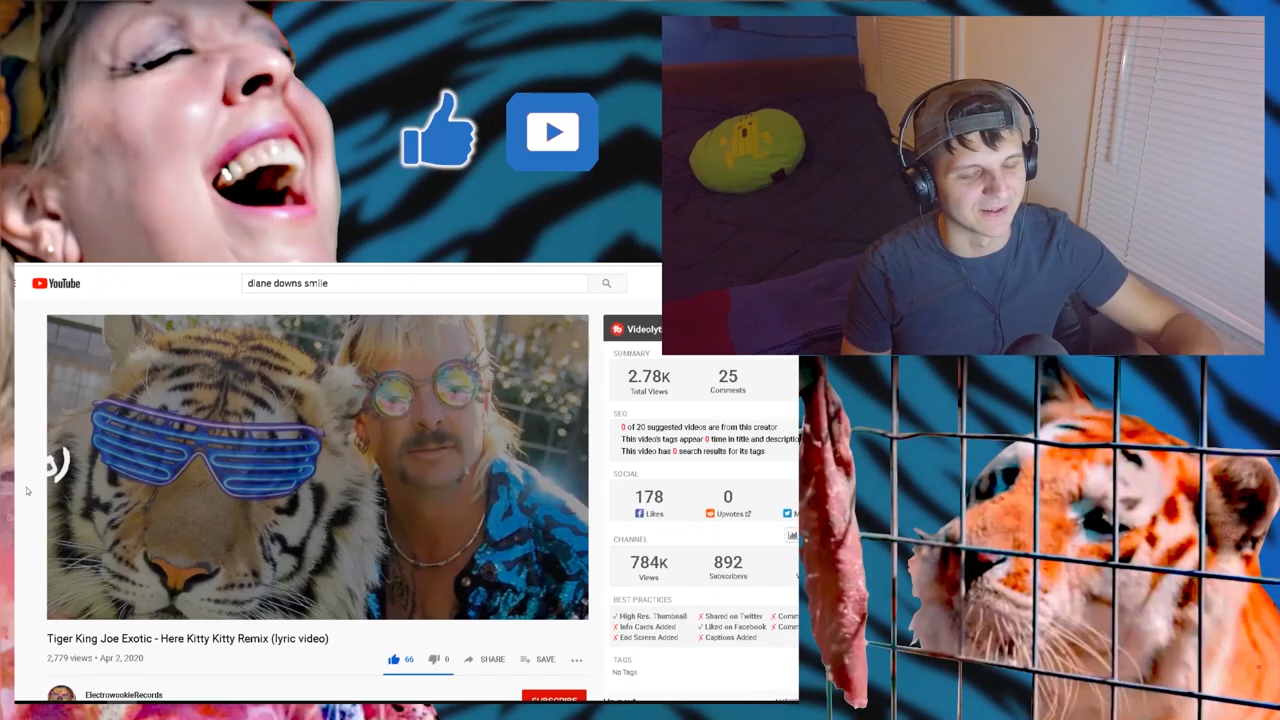 YouTube
diane downs smile
Videolyt
SUMMARY
2.78K
25
Total Views
Comments
SEO
0 of 20 suggested videos are from this creator
This video's tags appear 0 time in title and descriptio
This video has 0 search results for its tags
SOCIAL
178
0
Likes
Upvotes
CHANNEL
784K
892
Views
Subscribers
BEST PRACTICES
✓ High Res. Thumbnail
✗ Shared on Twitter
✗ Comm
✗ Info Cards Added
✓ Liked on Facebook
✗ Comm
✗ End Screen Added
✗ Captions Added
TAGS
No Tags
Tiger King Joe Exotic - Here Kitty Kitty Remix (lyric video)
2,779 views • Apr 2, 2020
66
0
SHARE
SAVE
ElectrowookieRecords
SUBSCRIBE